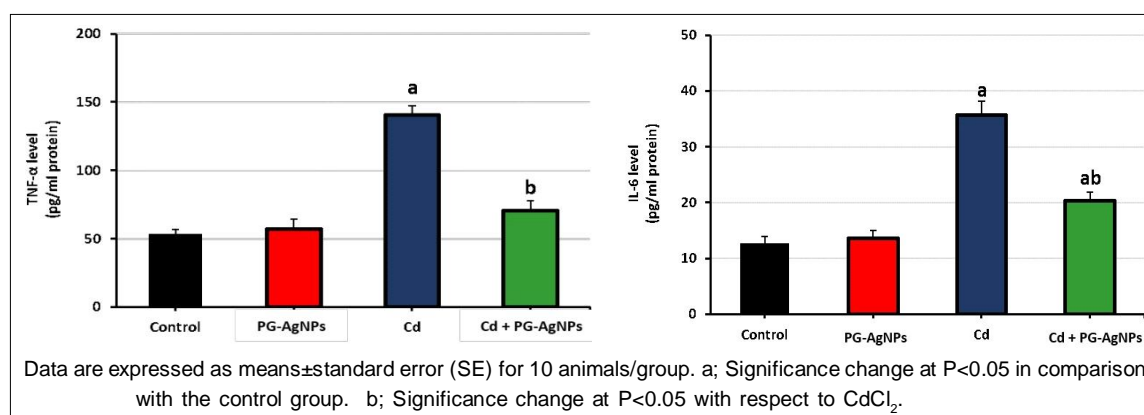 200
150
100
50
0
TNF-α level
(pg/ml protein)
a
b
Control
PG-AgNPs
Cd
Cd + PG-AgNPs
50
40
30
20
10
0
IL-6 level
(pg/ml protein)
a
ab
Control
PG-AgNPs
Cd
Cd + PG-AgNPs
Data are expressed as means±standard error (SE) for 10 animals/group. a; Significance change at P<0.05 in comparison
with the control group. b; Significance change at P<0.05 with respect to CdCl₂.